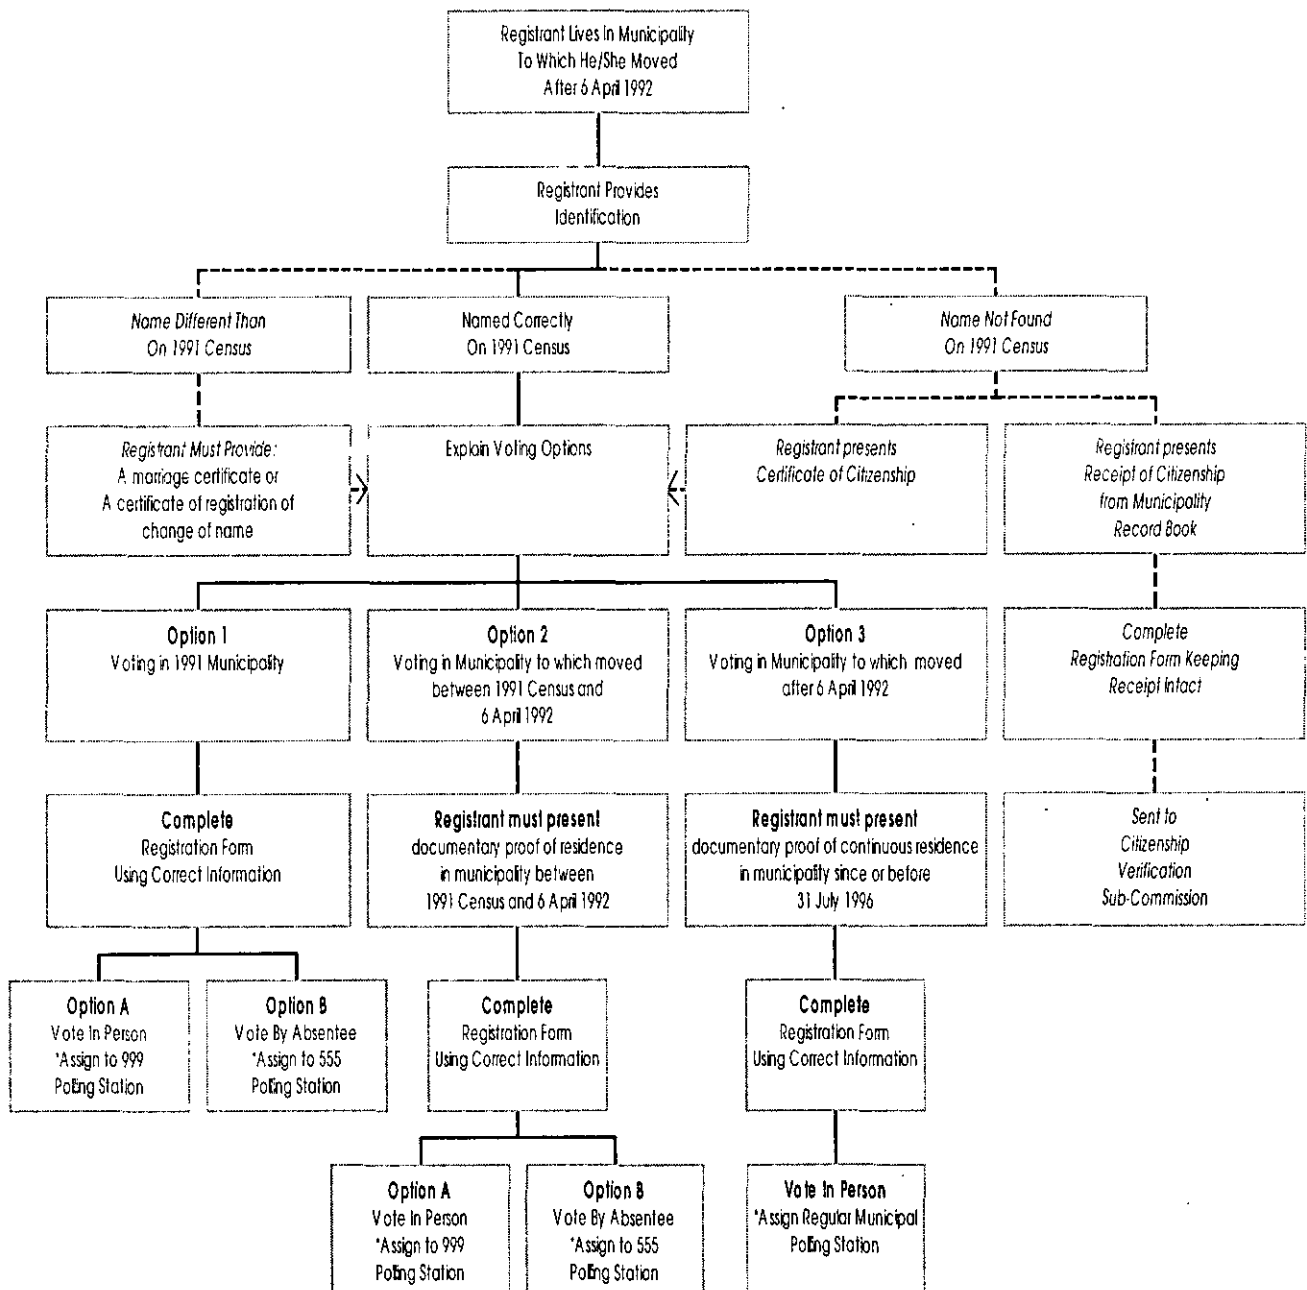 Registrant Lives In Municipality
To Which He/She Moved
After 6 April 1992
Registrant Provides
Identification
Name Different Than
On 1991 Census
Named Correctly
On 1991 Census
Name Not Found
On 1991 Census
Registrant Must Provide:
A marriage certificate or
A certificate of registration of
change of name
Explain Voting Options
Registrant presents
Certificate of Citizenship
Registrant presents
Receipt of Citizenship
from Municipality
Record Book
Option 1
Voting in 1991 Municipality
Option 2
Voting in Municipality to which moved
between 1991 Census and
6 April 1992
Option 3
Voting in Municipality to which moved
after 6 April 1992
Complete
Registration Form Keeping
Receipt Intact
Complete
Registration Form
Using Correct Information
Registrant must present
documentary proof of residence
in municipality between
1991 Census and 6 April 1992
Registrant must present
documentary proof of continuous residence
in municipality since or before
31 July 1996
Sent to
Citizenship
Verification
Sub-Commission
Option A
Vote In Person
*Assign to 999
Polling Station
Option B
Vote By Absentee
*Assign to 555
Polling Station
Complete
Registration Form
Using Correct Information
Complete
Registration Form
Using Correct Information
Option A
Vote In Person
*Assign to 999
Polling Station
Option B
Vote By Absentee
*Assign to 555
Polling Station
Vote In Person
*Assign Regular Municipal
Polling Station